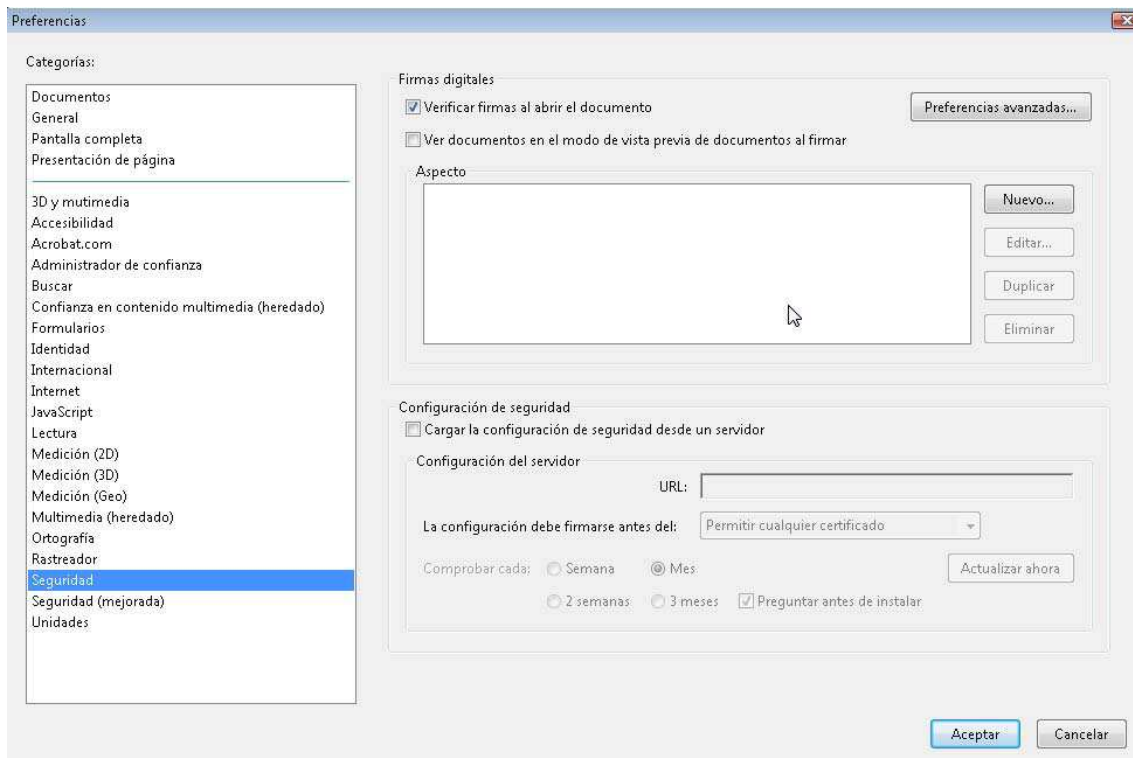 Preferencias
Categorías:
Documentos
General
Pantalla completa
Presentación de página
3D y mutimedia
Accesibilidad
Acrobat.com
Administrador de confianza
Buscar
Confianza en contenido multimedia (heredado)
Formularios
Identidad
Internacional
Internet
JavaScript
Lectura
Medición (2D)
Medición (3D)
Medición (Geo)
Multimedia (heredado)
Ortografía
Rastreador
Seguridad
Seguridad (mejorada)
Unidades
Firmas digitales
Verificar firmas al abrir el documento
Preferencias avanzadas...
Ver documentos en el modo de vista previa de documentos al firmar
Aspecto
Nuevo...
Editar...
Duplicar
Eliminar
Configuración de seguridad
Cargar la configuración de seguridad desde un servidor
Configuración del servidor
URL:
La configuración debe firmarse antes del: Permitir cualquier certificado
Comprobar cada: Semana Mes Actualizar ahora
2 semanas 3 meses Preguntar antes de instalar
Aceptar Cancelar